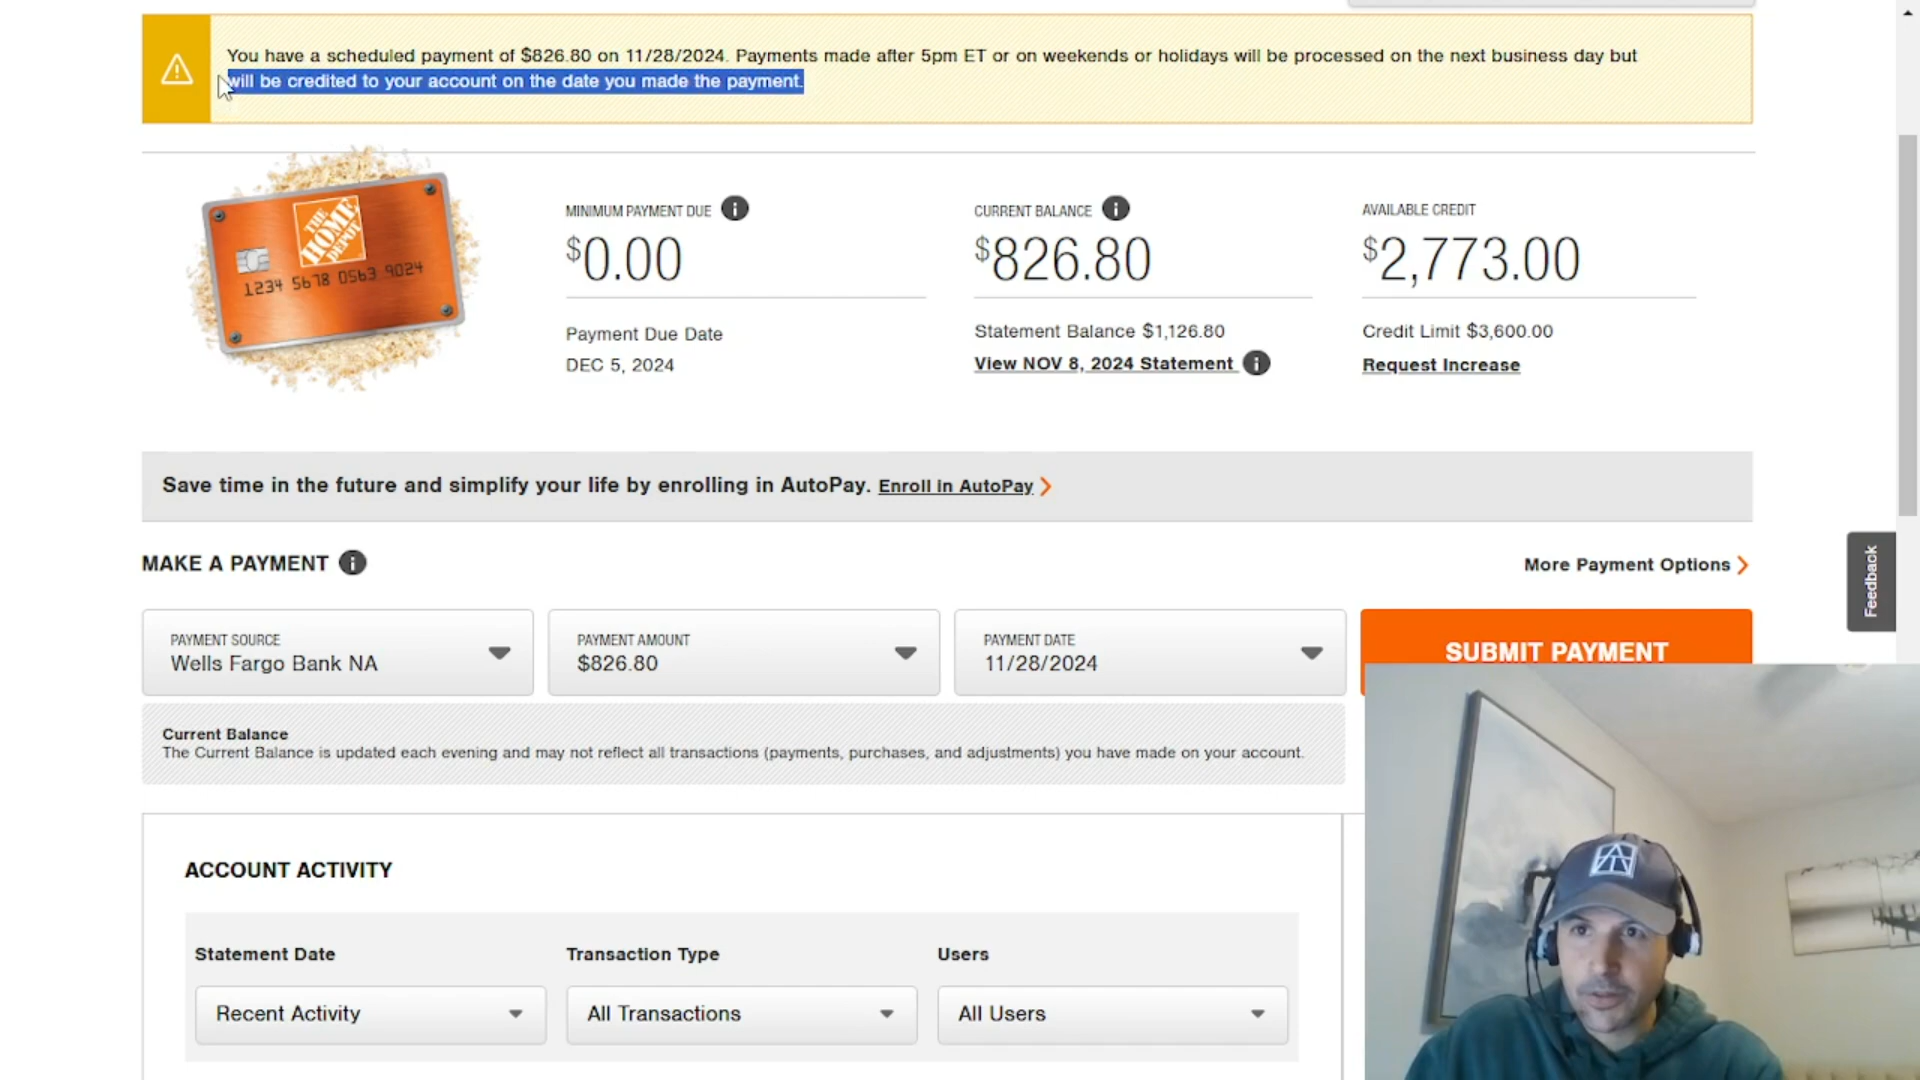 You have a scheduled payment of $826.80 on 11/28/2024. Payments made after 5pm ET or on weekends or holidays will be processed on the next business day but
will be credited to your account on the date you made the payment.
THE HOME DEPOT
1234 5678 0563 9024
MINIMUM PAYMENT DUE
$0.00
Payment Due Date
DEC 5, 2024
CURRENT BALANCE
$826.80
Statement Balance $1,126.80
View NOV 8, 2024 Statement
AVAILABLE CREDIT
$2,773.00
Credit Limit $3,600.00
Request Increase
Save time in the future and simplify your life by enrolling in AutoPay. Enroll in AutoPay
Feedback
MAKE A PAYMENT
More Payment Options
PAYMENT SOURCE
Wells Fargo Bank NA
PAYMENT AMOUNT
$826.80
PAYMENT DATE
11/28/2024
SUBMIT PAYMENT
Current Balance
The Current Balance is updated each evening and may not reflect all transactions (payments, purchases, and adjustments) you have made on your account.
ACCOUNT ACTIVITY
Statement Date
Recent Activity
Transaction Type
All Transactions
Users
All Users